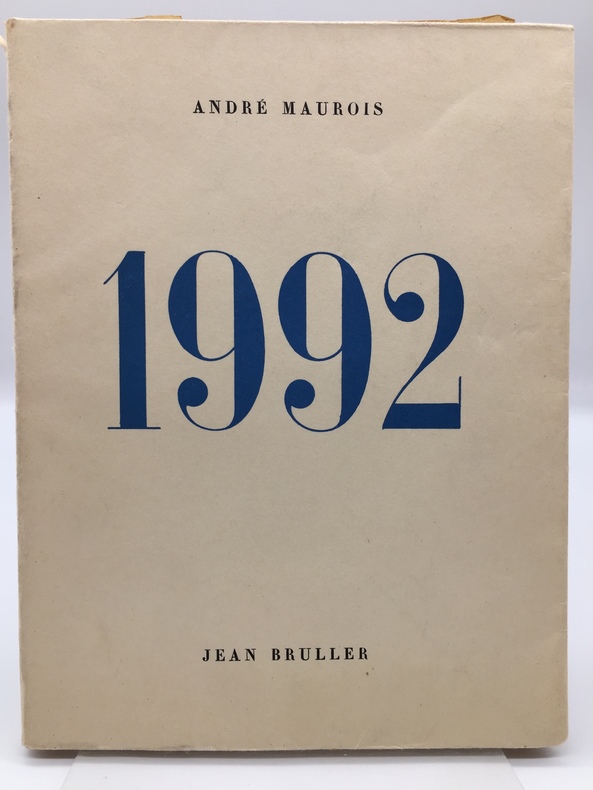 ANDRÉ MAUROIS
1992
JEAN BRULLER